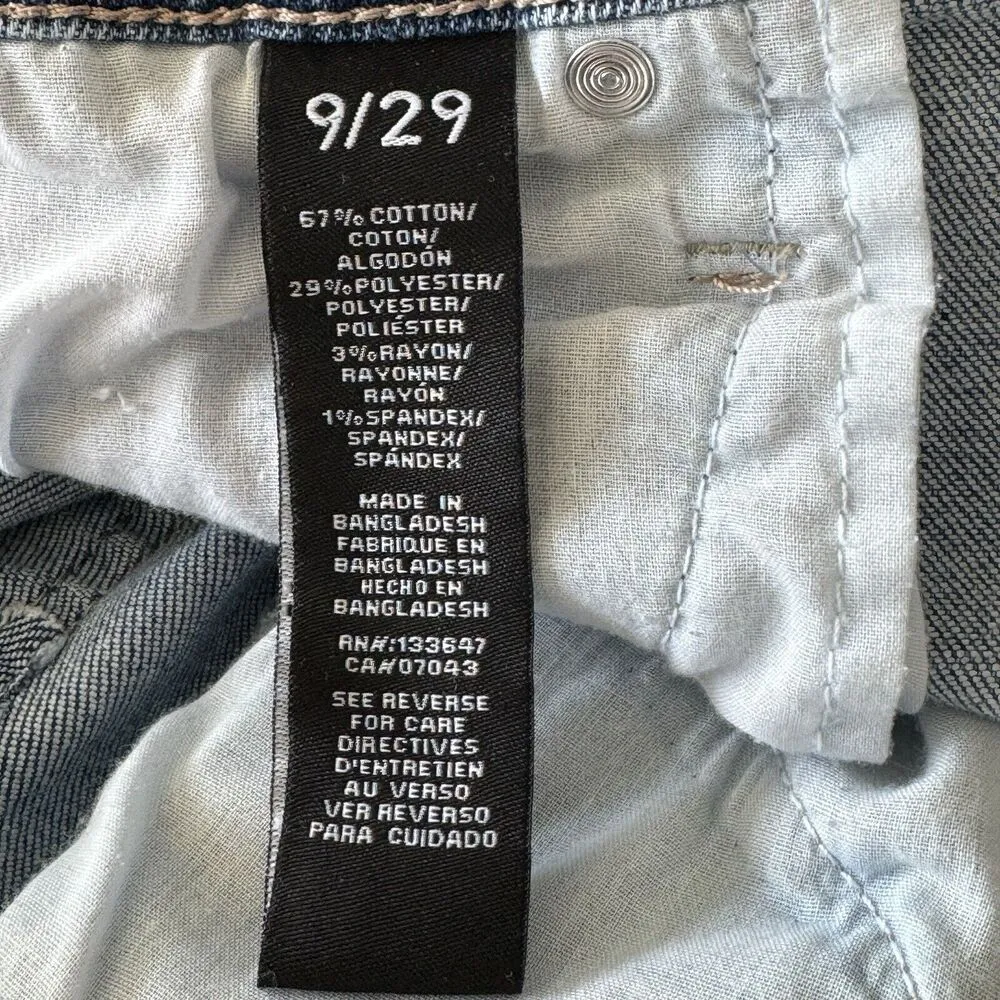 9/29
67% COTTON/
COTON/
ALGODÓN
29% POLYESTER/
POLYESTER/
POLIÉSTER
3% RAYON/
RAYONNE/
RAYÓN
1% SPANDEX/
SPANDEX/
SPÁNDEX
MADE IN
BANGLADESH
FABRIQUE EN
BANGLADESH
HECHO EN
BANGLADESH
RN#:133647
CA#07043
SEE REVERSE
FOR CARE
DIRECTIVES
D'ENTRETIEN
AU VERSO
VER REVERSO
PARA CUIDADO